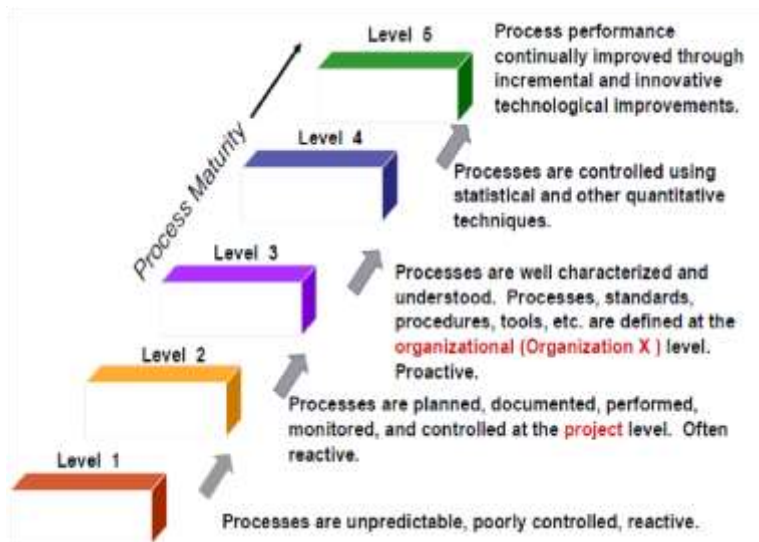 Level 5
Process performance
continually improved through
incremental and innovative
technological improvements.
Process Maturity
Level 4
Processes are controlled using
statistical and other quantitative
techniques.
Level 3
Processes are well characterized and
understood. Processes, standards,
procedures, tools, etc. are defined at the
organizational (Organization X ) level.
Proactive.
Level 2
Processes are planned, documented, performed,
monitored, and controlled at the project level. Often
reactive.
Level 1
Processes are unpredictable, poorly controlled, reactive.